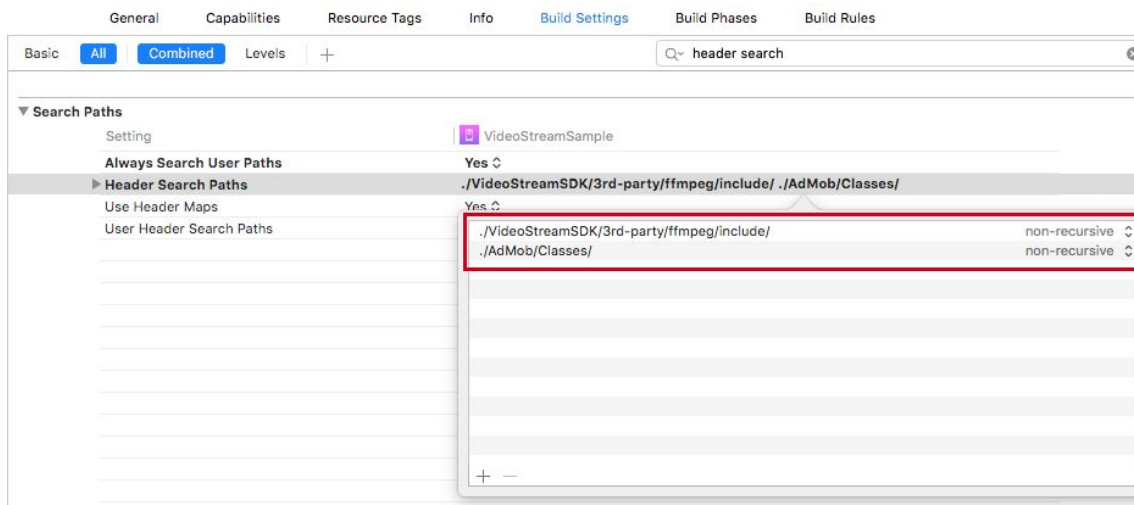 General Capabilities Resource Tags Info Build Settings Build Phases Build Rules
Basic All Combined Levels + header search
Search Paths
Setting VideoStreamSample
Always Search User Paths Yes
Header Search Paths ./VideoStreamSDK/3rd-party/ffmpeg/include/ ./AdMob/Classes/
Use Header Maps Yes
User Header Search Paths
./VideoStreamSDK/3rd-party/ffmpeg/include/ non-recursive
./AdMob/Classes/ non-recursive
+ −